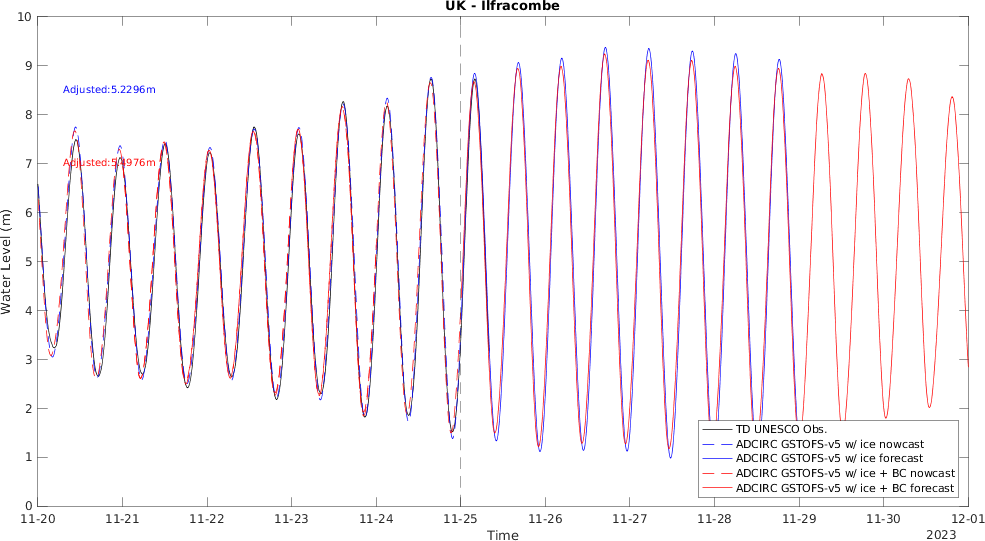 UK - Ilfracombe
10
9
8
7
6
5
4
3
2
1
0
Water Level (m)
Adjusted:5.2296m
Adjusted:5.4976m
TD UNESCO Obs.
ADCIRC GSTOFS-v5 w/ ice nowcast
ADCIRC GSTOFS-v5 w/ ice forecast
ADCIRC GSTOFS-v5 w/ ice + BC nowcast
ADCIRC GSTOFS-v5 w/ ice + BC forecast
11-20 11-21 11-22 11-23 11-24 11-25 11-26 11-27 11-28 11-29 11-30 12-01
Time
2023